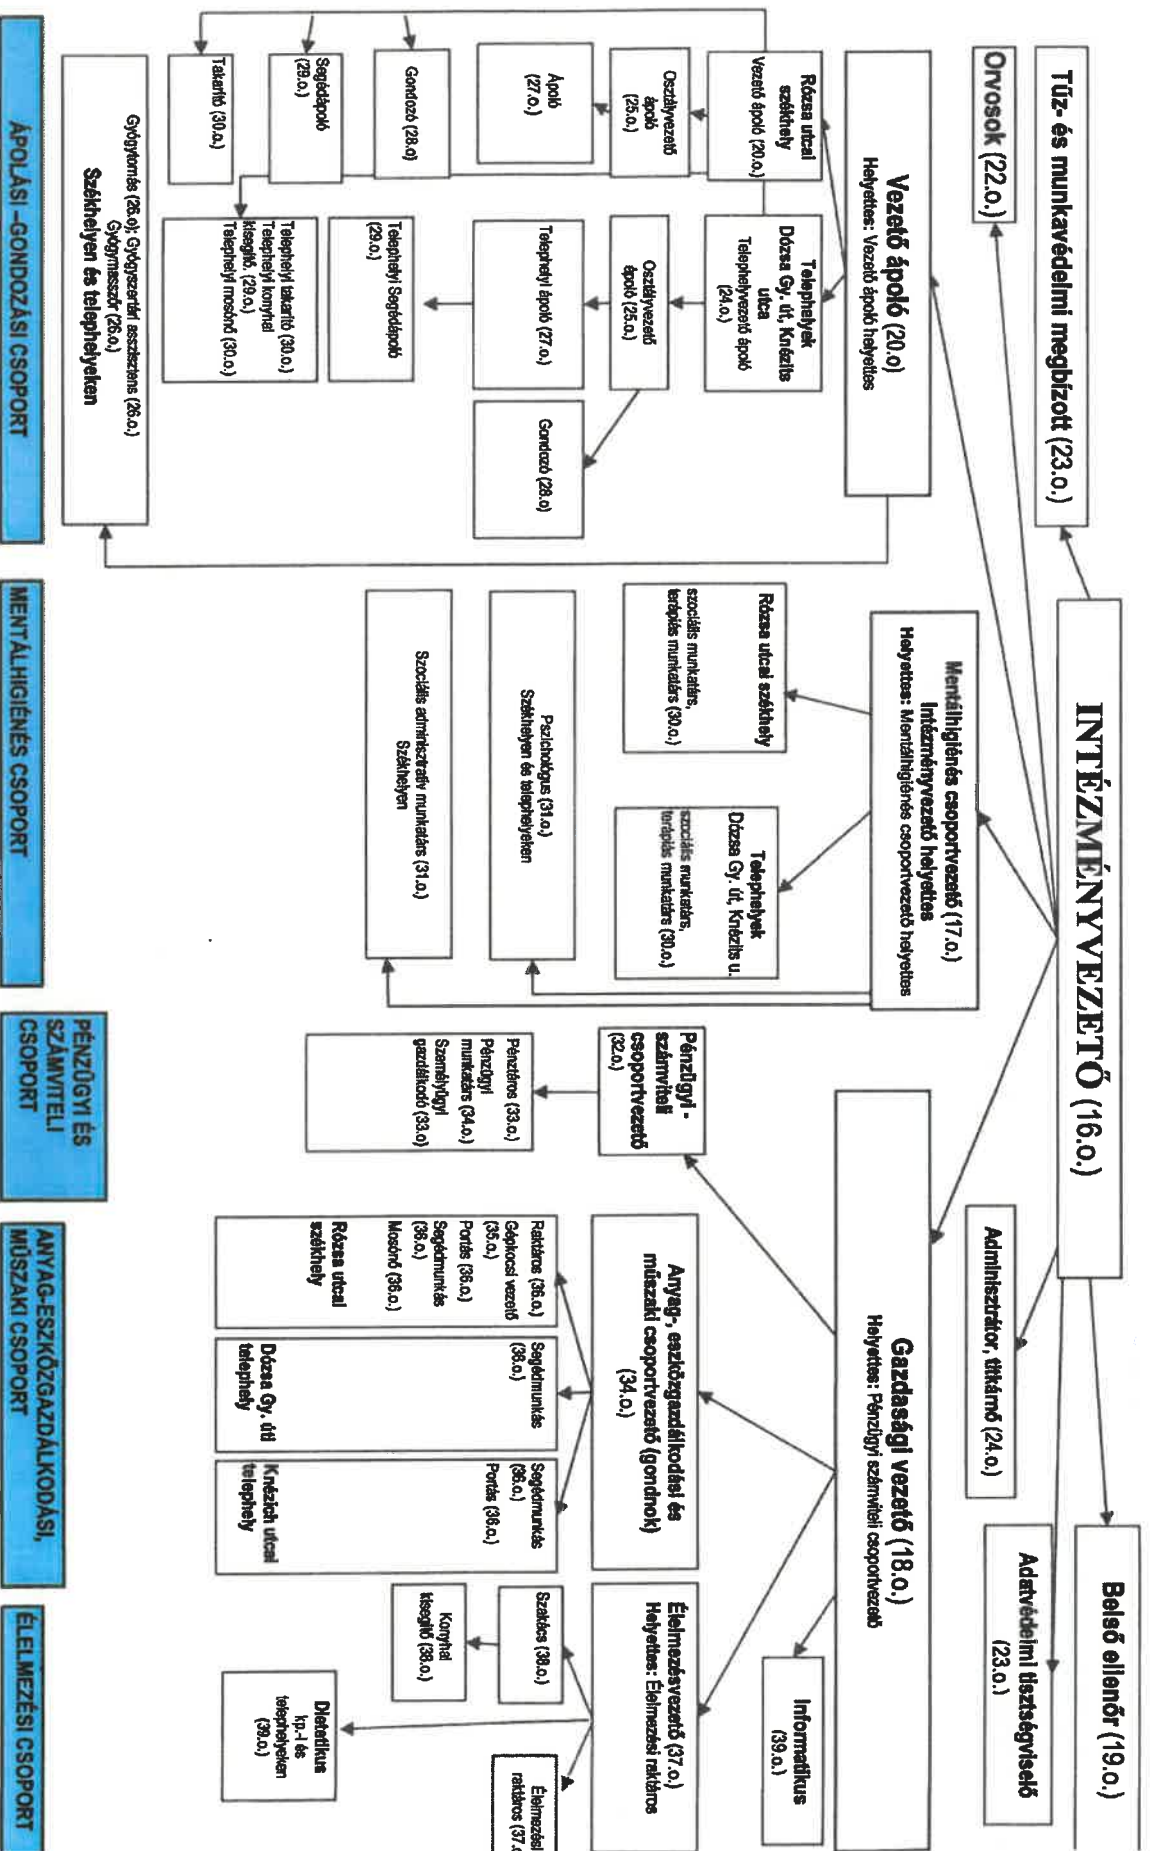 INTÉZMÉNYVEZETŐ (16.o.)
Tűz- és munkavédelmi megbízott (23.o.)
Orvosok (22.o.)
Belső ellenőr (19.o.)
Adatvédelmi tisztségviselő
(23.o.)
Adminisztrátor, titkárnő (24.o.)
Vezető ápoló (20.o)
Helyettes: Vezető ápoló helyettes
Mentálhigiénés csoportvezető (17.o.)
Intézményvezető helyettes
Helyettes: Mentálhigiénés csoportvezető helyettes
Gazdasági vezető (18.o.)
Helyettes: Pénzügyi számviteli csoportvezető
Rózsa utcai
székhely
Vezető ápoló (20.o.)
Telephelyek
Dózsa Gy. út, Knézits
utca
Telephelyvezető ápoló
(24.o.)
Osztályvezető
ápoló
(25.o.)
Ápoló
(27.o.)
Gondozó (28.o)
Segédápoló
(29.o.)
Takarító (30.o.)
Osztályvezető
ápoló (25.o.)
Telephelyi ápoló (27.o.)
Gondozó (28.o)
Telephelyi Segédápoló
(29.o.)
Telephelyi takarító (30.o.)
Telephelyi konyhai
kisegítő. (29.o.)
Telephelyi mosónő (30.o.)
Gyógytornás (26.o); Gyógyszertári asszisztens (26.o.)
Gyógymasszőr (26.o.)
Székhelyen és telephelyeken
Rózsa utcai székhely
szociális munkatárs,
terápiás munkatárs (30.o.)
Telephelyek
Dózsa Gy. út, Knézits u.
szociális munkatárs,
terápiás munkatárs (30.o.)
Pszichológus (31.o.)
Székhelyen és telephelyeken
Szociális adminisztratív munkatárs (31.o.)
Székhelyen
Pénzügyi -
számviteli
csoportvezető
(32.o.)
Pénztáros (33.o.)
Pénzügyi
munkatárs (34.o.)
Személyügyi
gazdálkodó (33.o)
Anyag-, eszközgazdálkodási és
műszaki csoportvezető (gondnok)
(34.o.)
Raktáros (36.o.)
Gépkocsi vezető
(35.o.)
Portás (36.o.)
Segédmunkás
(36.o.)
Mosónő (36.o.)
Rózsa utcai
székhely
Segédmunkás
(36.o.)
Dózsa Gy. úti
telephely
Segédmunkás
(36.o.)
Portás (36.o.)
Knézich utcai
telephely
Informatikus
(39.o.)
Élelmezésvezető (37.o.)
Helyettes: Élelmezési raktáros
Szakács (38.o.)
Konyhai
kisegítő (38.o.)
Dietetikus
kp.-i és
telephelyeken
(39.o.)
Élelmezési
raktáros (37.o
ÁPOLÁSI –GONDOZÁSI CSOPORT
MENTÁLHIGIÉNÉS CSOPORT
PÉNZÜGYI ÉS
SZÁMVITELI
CSOPORT
ANYAG-ESZKÖZGAZDÁLKODÁSI,
MŰSZAKI CSOPORT
ÉLELMEZÉSI CSOPORT